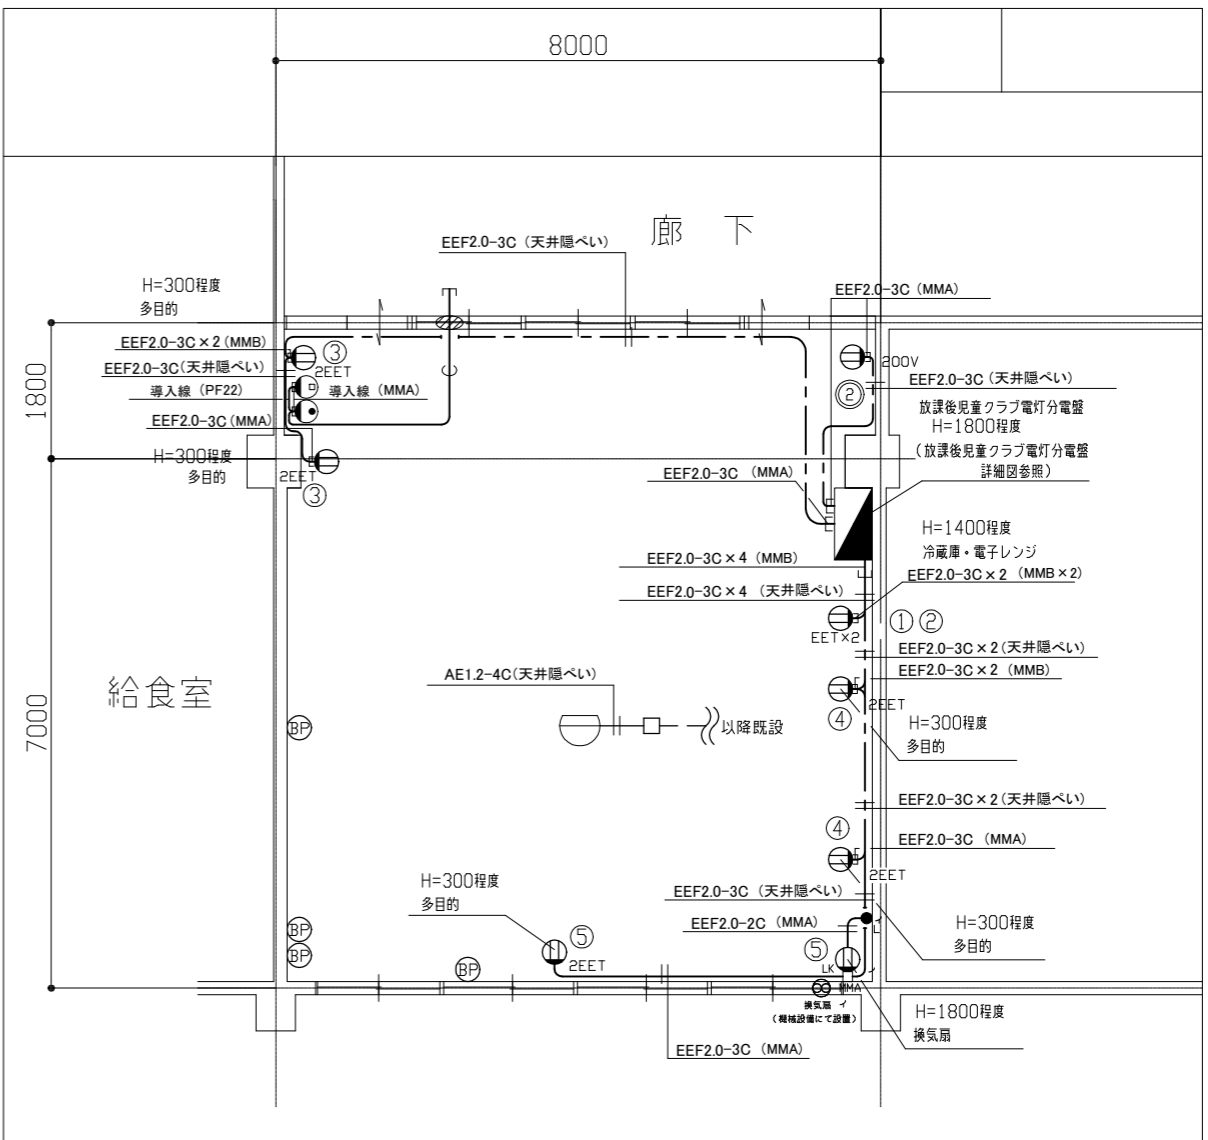 8000
廊 下
EEF2.0-3C (天井隠ぺい)
H=300程度
多目的
EEF2.0-3C (MMA)
1800
EEF2.0-3C×2 (MMB)
③
2EET
EEF2.0-3C(天井隠ぺい)
導入線 (PF22)
導入線 (MMA)
EEF2.0-3C (MMA)
C
200V
②
EEF2.0-3C (天井隠ぺい)
放課後児童クラブ電灯分電盤
H=1800程度
(放課後児童クラブ電灯分電盤
詳細図参照)
H=300程度
多目的
2EET
③
EEF2.0-3C (MMA)
H=1400程度
冷蔵庫・電子レンジ
EEF2.0-3C×4 (MMB)
EEF2.0-3C×2 (MMB×2)
EEF2.0-3C×4 (天井隠ぺい)
EET×2
① ②
EEF2.0-3C×2(天井隠ぺい)
EEF2.0-3C×2 (MMB)
7000
給食室
AE1.2-4C(天井隠ぺい)
以降既設
2EET
④
H=300程度
多目的
BP
EEF2.0-3C×2(天井隠ぺい)
④
EEF2.0-3C (MMA)
2EET
H=300程度
多目的
EEF2.0-3C (天井隠ぺい)
EEF2.0-2C (MMA)
イ
H=300程度
多目的
BP
BP
BP
⑤
2EET
⑤
LK
MMA
換気扇 イ
(機械設備にて設置)
H=1800程度
換気扇
EEF2.0-3C (MMA)